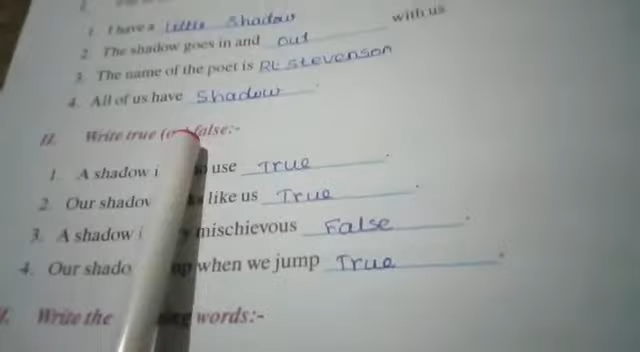 1. I have a little Shadow
2. The shadow goes in and out with us
3. The name of the poet is RL Stevenson
4. All of us have Shadow.
II. Write true (or) false:-
1. A shadow i use True.
2. Our shadow like us True.
3. A shadow i mischievous False.
4. Our shado up when we jump True.
Write the words:-